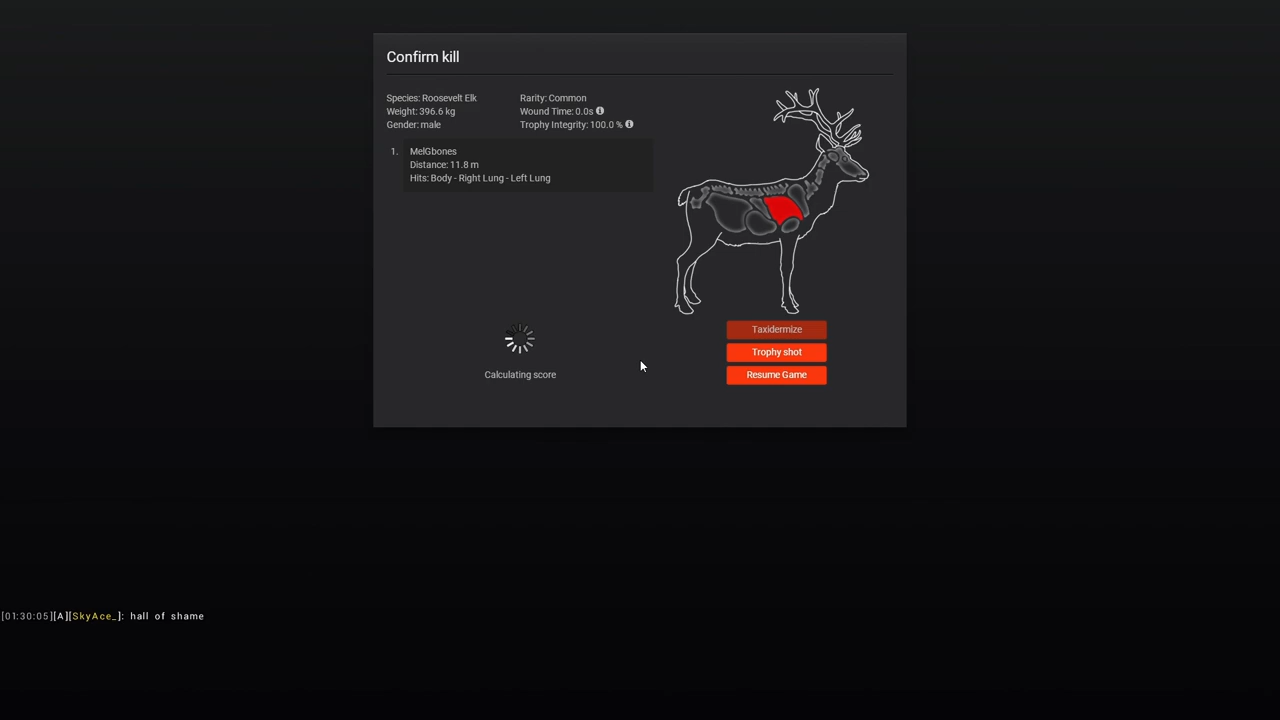 Confirm kill
Species: Roosevelt Elk
Weight: 396.6 kg
Gender: male
Rarity: Common
Wound Time: 0.0s
Trophy Integrity: 100.0 %
1. MelGbones
Distance: 11.8 m
Hits: Body - Right Lung - Left Lung
Calculating score
Taxidermize
Trophy shot
Resume Game
[01:30:05][A][SkyAce_]: hall of shame